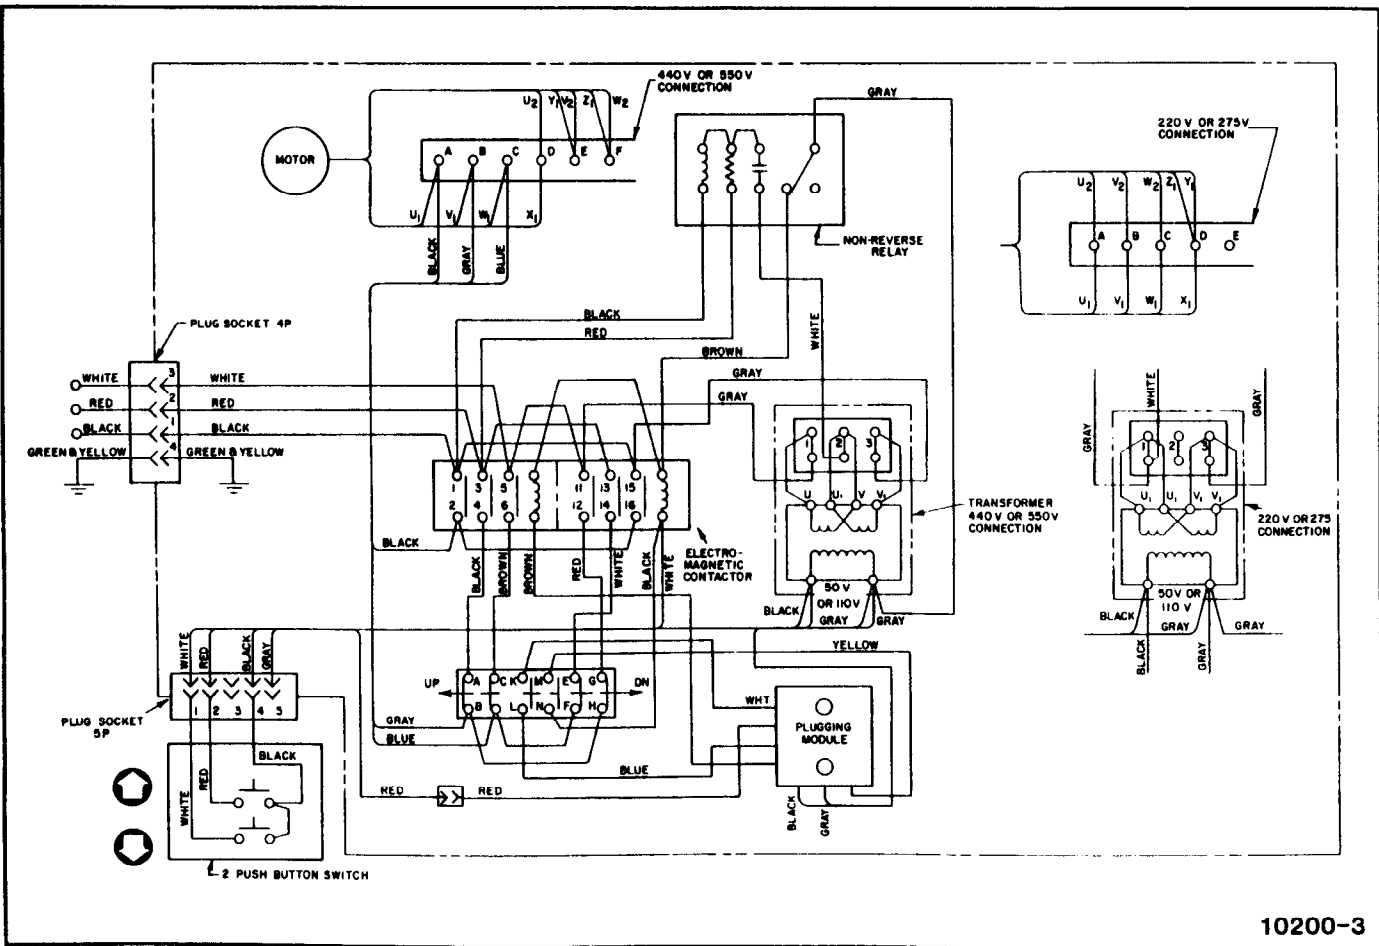 440V OR 550V
CONNECTION
GRAY
U2 Y1 V2 Z1 W2
A B C D E F
MOTOR
U1 V1 W1 X1
BLACK
GRAY
BLUE
NON-REVERSE
RELAY
220V OR 275V
CONNECTION
U2 V2 W2 Z1 Y1
A B C D E
U1 V1 W1 X1
PLUG SOCKET 4P
BLACK
RED
WHITE
BROWN
GRAY
GRAY
WHITE 3 WHITE
RED 2 RED
BLACK 1 BLACK
GREEN & YELLOW 4 GREEN & YELLOW
1 3 5 11 13 15
2 4 6 12 14 16
BLACK
BLACK
BROWN
BROWN
RED
WHITE
BLACK
WHITE
ELECTRO-
MAGNETIC
CONTACTOR
1 2 3
U U1 V V1
TRANSFORMER
440V OR 550V
CONNECTION
50V
OR 110V
BLACK
GRAY
GRAY
GRAY
WHITE
GRAY
1 2 3
U1 U1 V1 V1
220V OR 275
CONNECTION
50V OR
110V
BLACK
GRAY
GRAY
BLACK
GRAY
WHITE
RED
BLACK
GRAY
YELLOW
UP A C K M E G DN
B L N F H
GRAY
BLUE
PLUG SOCKET
5P
1 2 3 4 5
WHT
PLUGGING
MODULE
BLUE
BLACK
RED
WHITE
RED RED
BLACK
GRAY
2 PUSH BUTTON SWITCH
10200-3